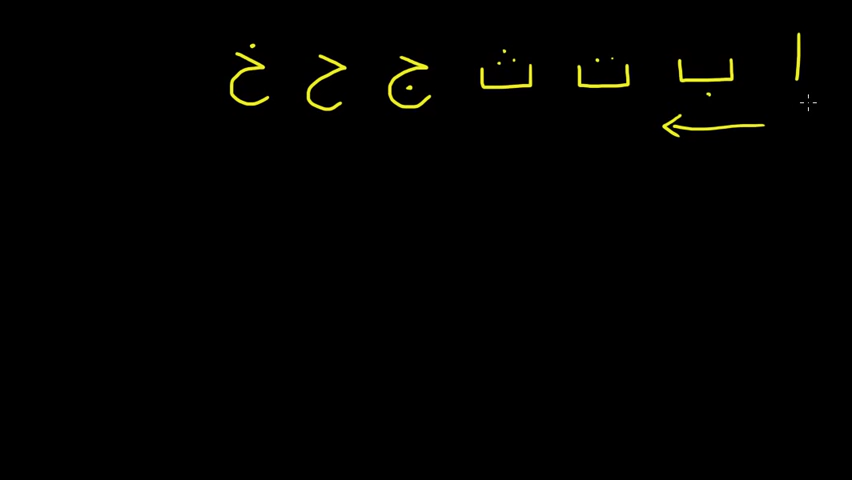 ا ب ت ث ج ح خ